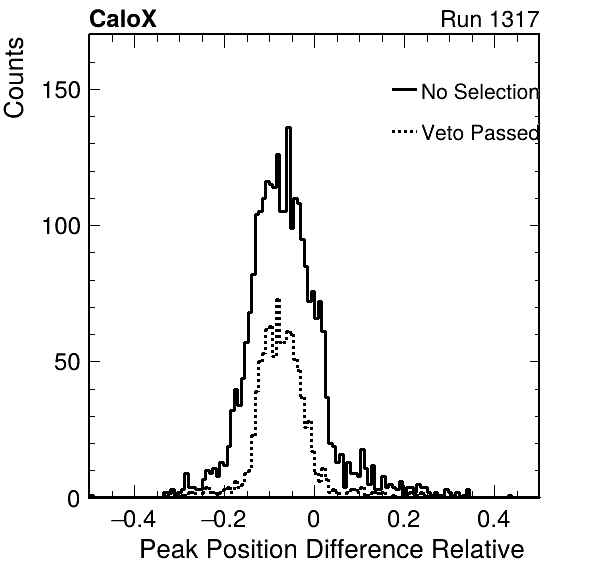 CaloX Run 1317
Counts
150
100
50
0
No Selection
Veto Passed
−0.4 −0.2 0 0.2 0.4
Peak Position Difference Relative